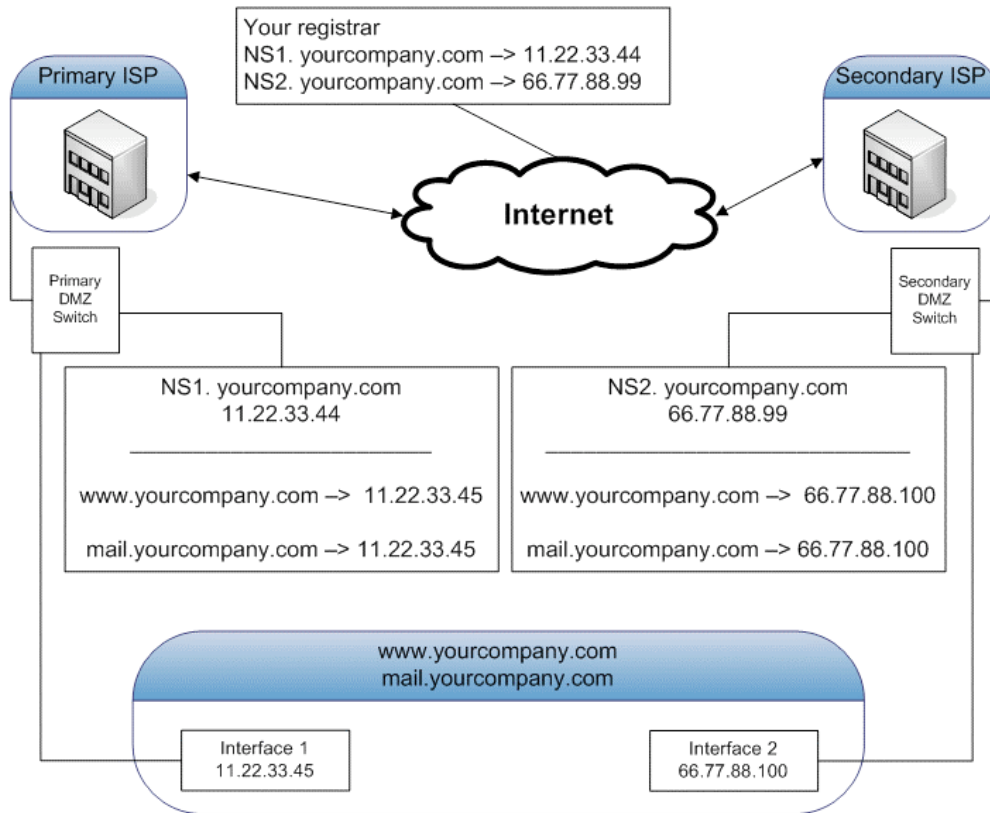 Your registrar
NS1. yourcompany.com –> 11.22.33.44
NS2. yourcompany.com –> 66.77.88.99
Primary ISP
Secondary ISP
Internet
Primary
DMZ
Switch
Secondary
DMZ
Switch
NS1. yourcompany.com
11.22.33.44
www.yourcompany.com –> 11.22.33.45
mail.yourcompany.com –> 11.22.33.45
NS2. yourcompany.com
66.77.88.99
www.yourcompany.com –> 66.77.88.100
mail.yourcompany.com –> 66.77.88.100
www.yourcompany.com
mail.yourcompany.com
Interface 1
11.22.33.45
Interface 2
66.77.88.100